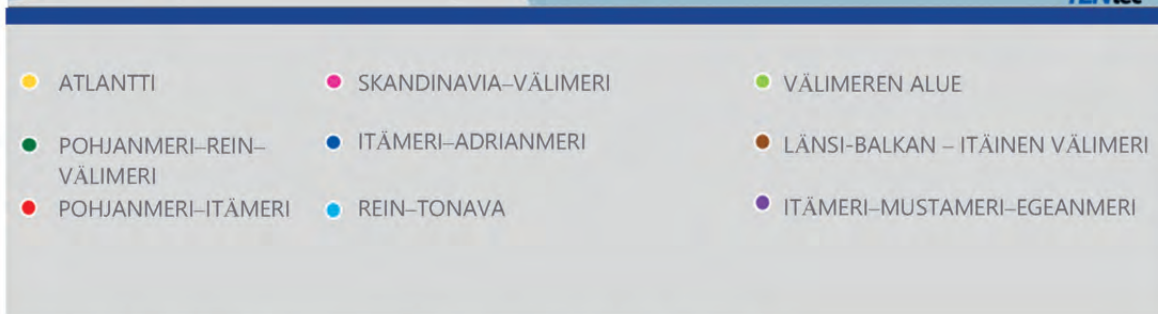 ATLANTTI
POHJANMERI–REIN–
VÄLIMERI
POHJANMERI–ITÄMERI
SKANDINAVIA–VÄLIMERI
ITÄMERI–ADRIANMERI
REIN–TONAVA
VÄLIMEREN ALUE
LÄNSI-BALKAN – ITÄINEN VÄLIMERI
ITÄMERI–MUSTAMERI–EGEANMERI